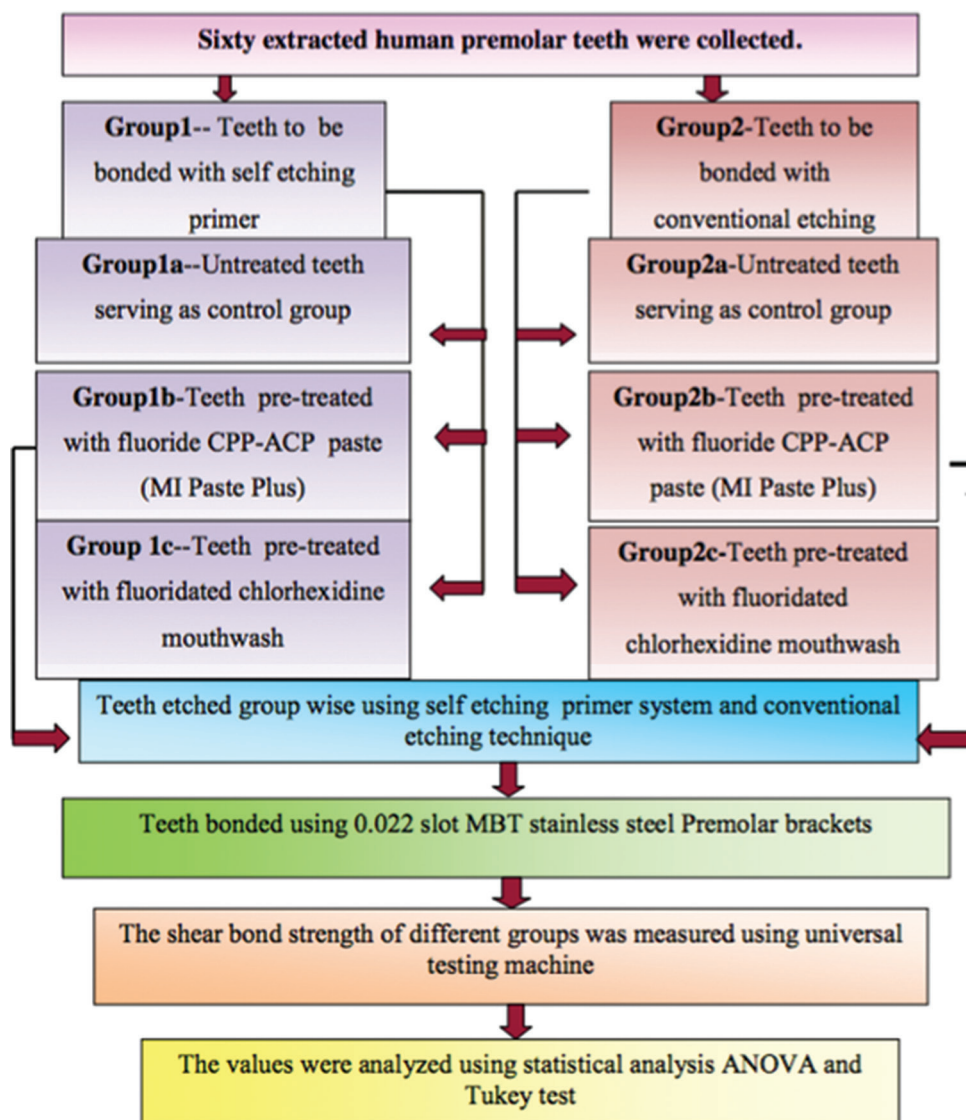 Sixty extracted human premolar teeth were collected.
Group1-- Teeth to be
bonded with self etching
primer
Group2-Teeth to be
bonded with
conventional etching
Group1a--Untreated teeth
serving as control group
Group2a-Untreated teeth
serving as control group
Group1b-Teeth pre-treated
with fluoride CPP-ACP paste
(MI Paste Plus)
Group2b-Teeth pre-treated
with fluoride CPP-ACP
paste (MI Paste Plus)
Group 1c--Teeth pre-treated
with fluoridated chlorhexidine
mouthwash
Group2c-Teeth pre-treated
with fluoridated
chlorhexidine mouthwash
Teeth etched group wise using self etching primer system and conventional
etching technique
Teeth bonded using 0.022 slot MBT stainless steel Premolar brackets
The shear bond strength of different groups was measured using universal
testing machine
The values were analyzed using statistical analysis ANOVA and
Tukey test